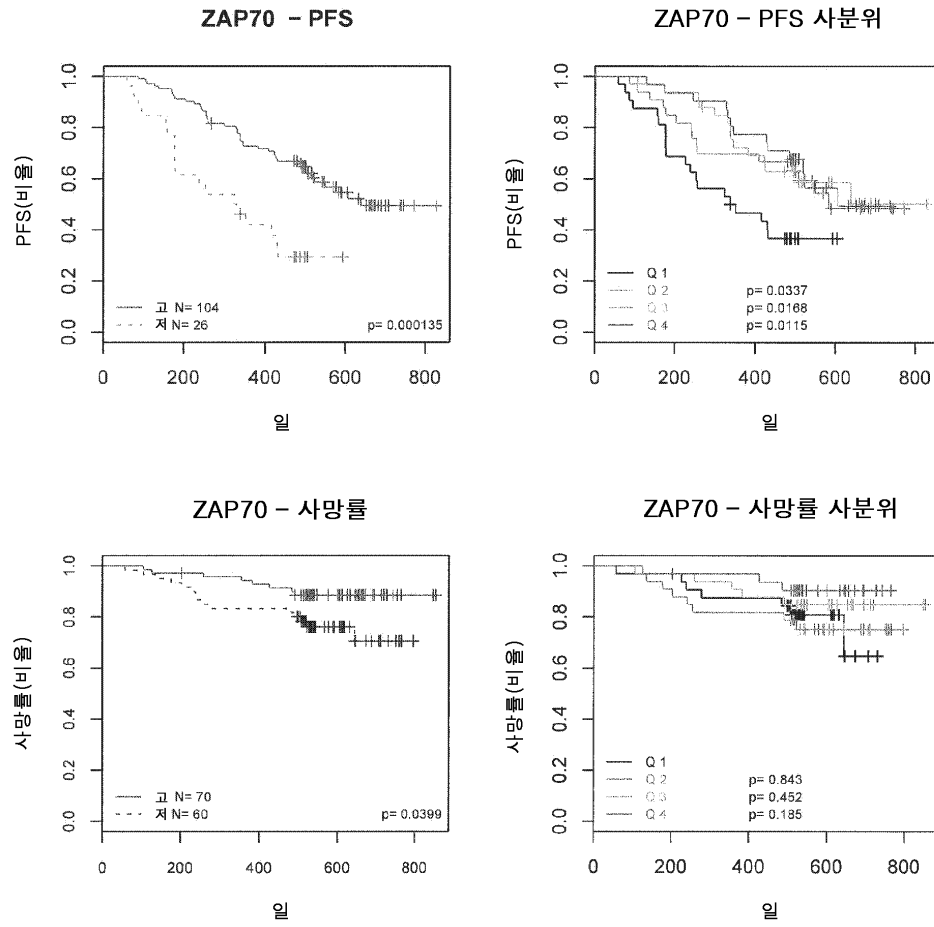 ZAP70 – PFS
PFS(비율)
1.0
0.8
0.6
0.4
0.2
0.0
고 N= 104
저 N= 26
p= 0.000135
0 200 400 600 800
일
ZAP70 – PFS 사분위
PFS(비율)
1.0
0.8
0.6
0.4
0.2
0.0
Q 1
Q 2 p= 0.0337
Q 3 p= 0.0168
Q 4 p= 0.0115
0 200 400 600 800
일
ZAP70 – 사망률
사망률(비율)
1.0
0.8
0.6
0.4
0.2
0.0
고 N= 70
저 N= 60
p= 0.0399
0 200 400 600 800
일
ZAP70 – 사망률 사분위
사망률(비율)
1.0
0.8
0.6
0.4
0.2
0.0
Q 1
Q 2 p= 0.843
Q 3 p= 0.452
Q 4 p= 0.185
0 200 400 600 800
일